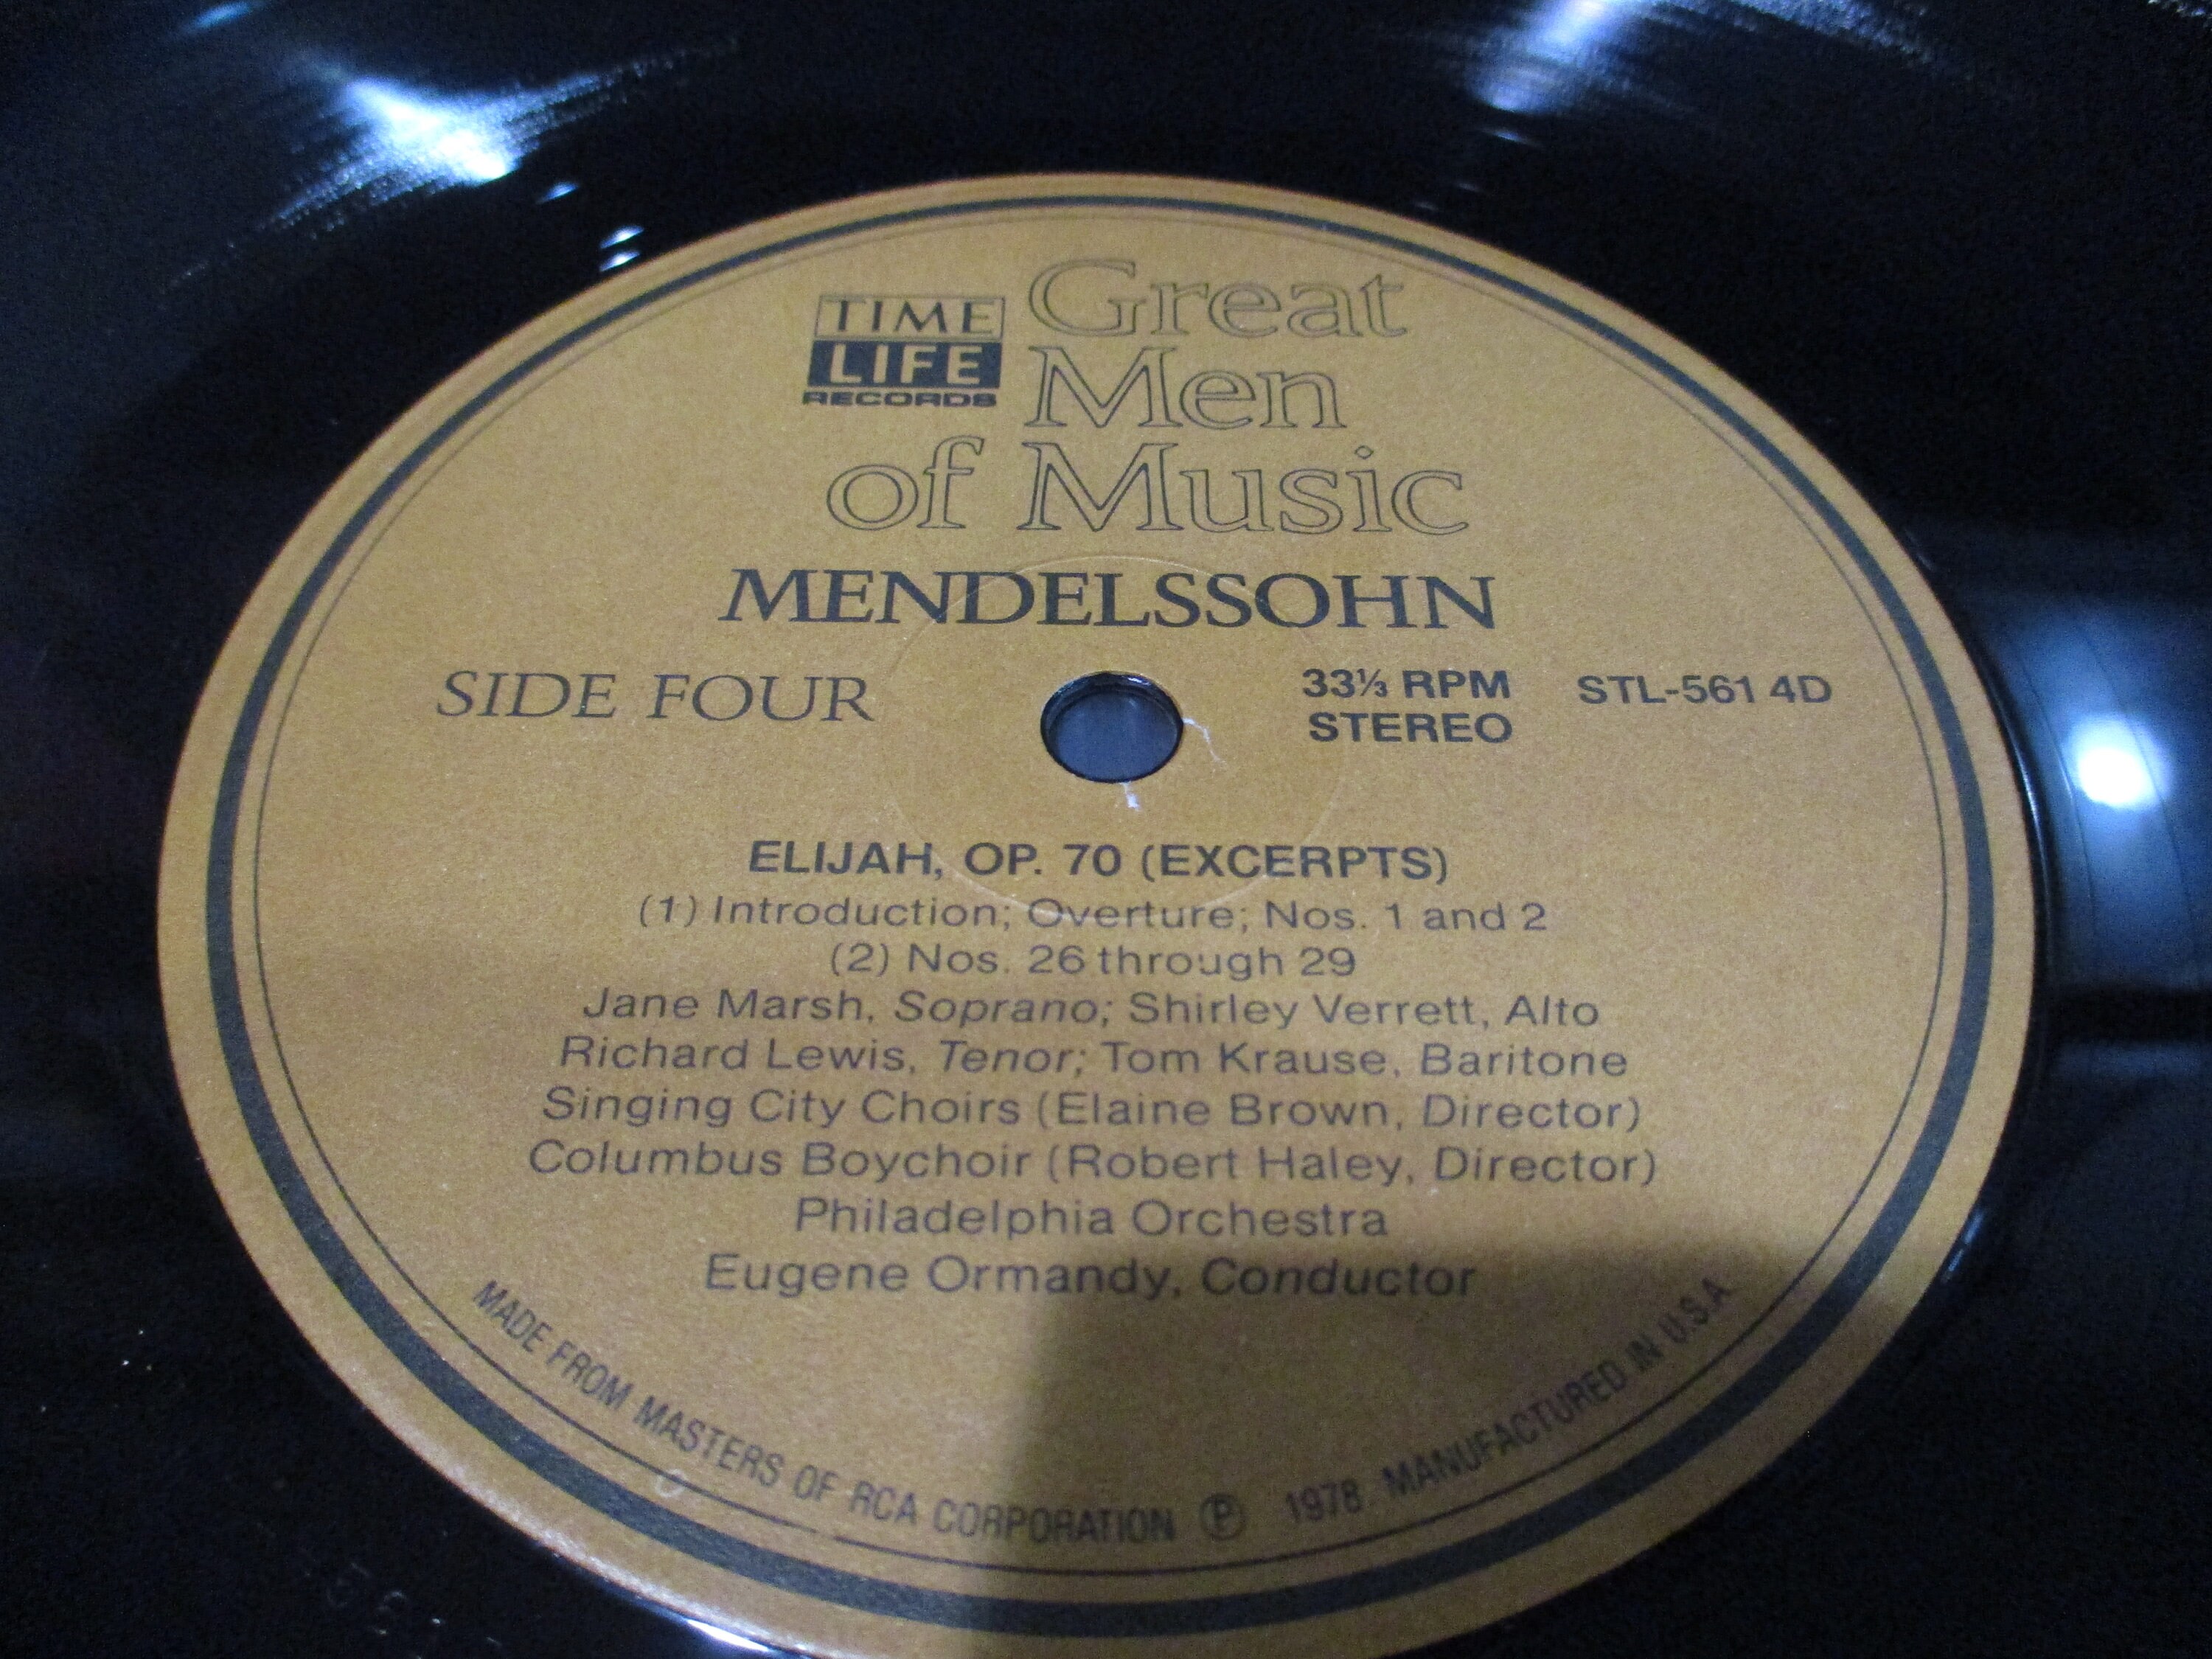 TIME
LIFE
RECORDS
Great
Men
of Music
MENDELSSOHN
SIDE FOUR
33⅓ RPM STL-561 4D
STEREO
ELIJAH, OP. 70 (EXCERPTS)
(1) Introduction; Overture; Nos. 1 and 2
(2) Nos. 26 through 29
Jane Marsh, Soprano; Shirley Verrett, Alto
Richard Lewis, Tenor; Tom Krause, Baritone
Singing City Choirs (Elaine Brown, Director)
Columbus Boychoir (Robert Haley, Director)
Philadelphia Orchestra
Eugene Ormandy, Conductor
MADE FROM MASTERS OF RCA CORPORATION Ⓟ 1978. MANUFACTURED IN U.S.A